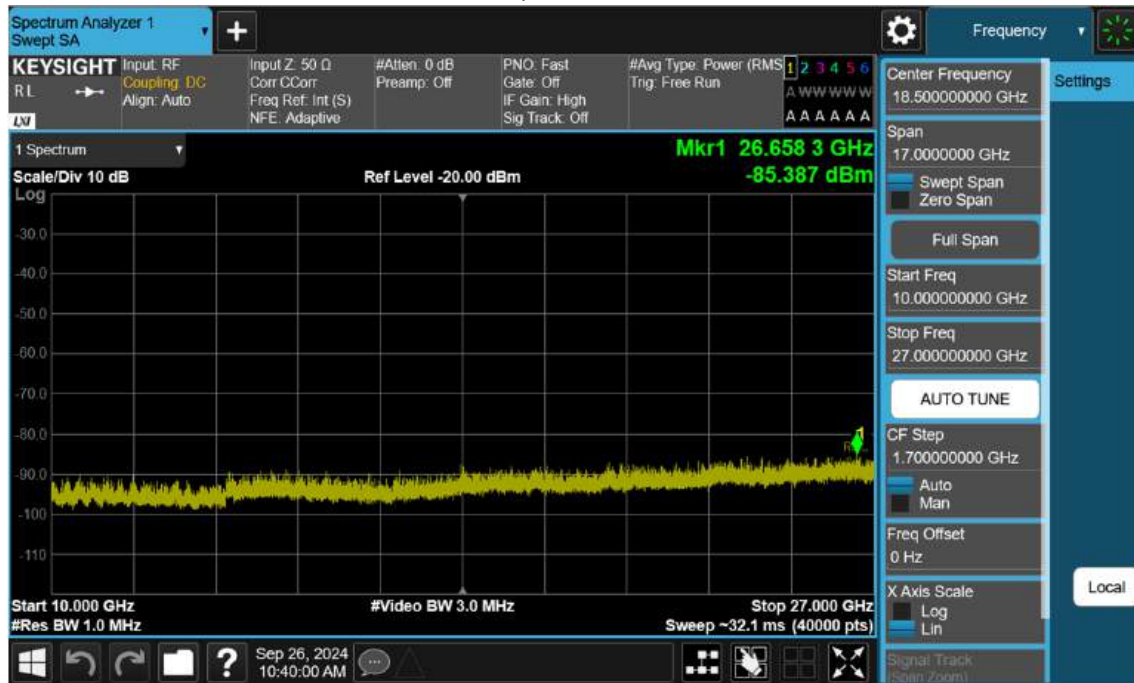 Spectrum Analyzer 1
Swept SA
+
Frequency
KEYSIGHT
RL
LXI
Input: RF
Coupling: DC
Align: Auto
Input Z: 50 Ω
Corr CCorr
Freq Ref: Int (S)
NFE: Adaptive
#Atten: 0 dB
Preamp: Off
PNO: Fast
Gate: Off
IF Gain: High
Sig Track: Off
#Avg Type: Power (RMS
Trig: Free Run
1 2 3 4 5 6
A W W W W W
A A A A A A
1 Spectrum
Scale/Div 10 dB
Ref Level -20.00 dBm
Mkr1 26.658 3 GHz
-85.387 dBm
Log
-30.0
-40.0
-50.0
-60.0
-70.0
-80.0
-90.0
-100
-110
1
Start 10.000 GHz
#Res BW 1.0 MHz
#Video BW 3.0 MHz
Stop 27.000 GHz
Sweep ~32.1 ms (40000 pts)
?
Sep 26, 2024
10:40:00 AM
Center Frequency
18.500000000 GHz
Span
17.0000000 GHz
Swept Span
Zero Span
Full Span
Start Freq
10.000000000 GHz
Stop Freq
27.000000000 GHz
AUTO TUNE
CF Step
1.700000000 GHz
Auto
Man
Freq Offset
0 Hz
X Axis Scale
Log
Lin
Signal Track
(Span Zoom)
Settings
Local